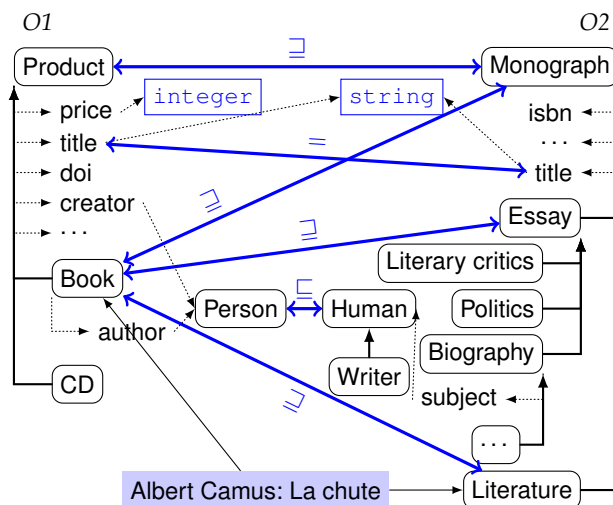 O1
O2
⊒
Product
Monograph
price
integer
string
isbn
title
=
...
doi
title
creator
⊑
Essay
...
⊒
Book
Literary critics
Person
⊑
Human
Politics
author
Biography
CD
Writer
subject
⊒
...
Albert Camus: La chute
Literature